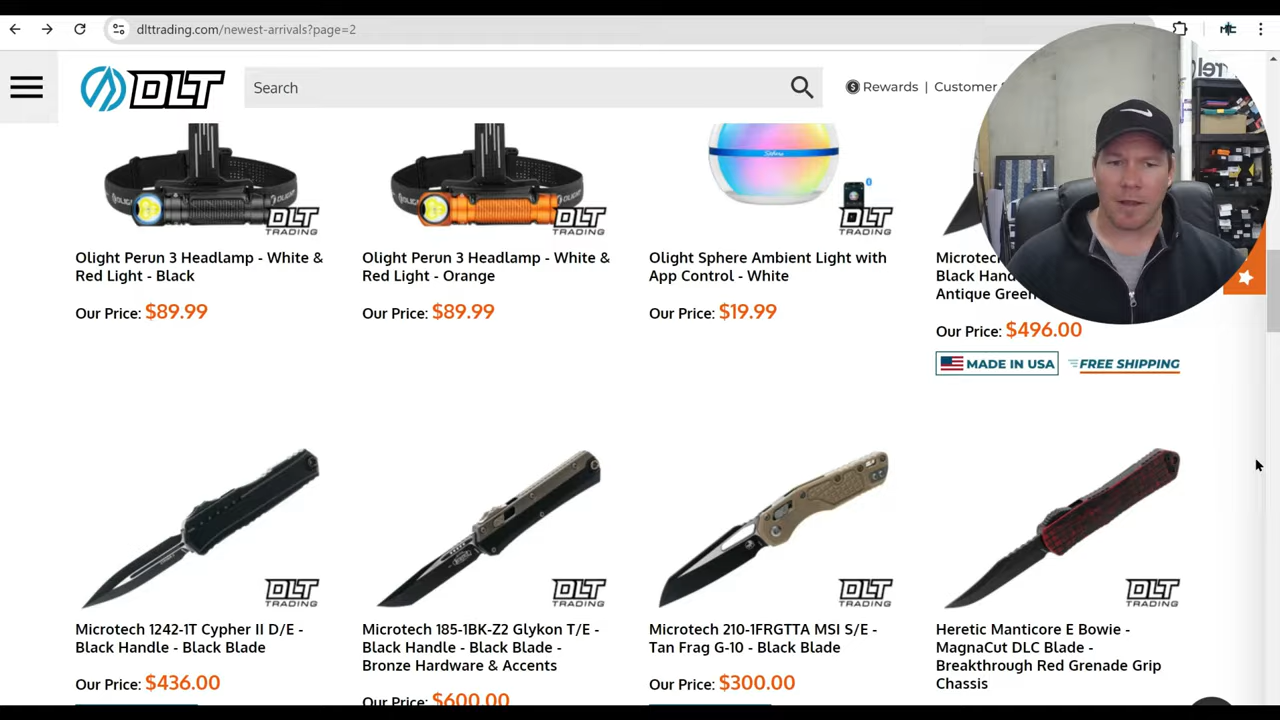 dlttrading.com/newest-arrivals?page=2
DLT
Search
Rewards | Customer
OLIGHT
OLIGHT
Sphere
DLT
TRADING
DLT
TRADING
DLT
TRADING
Olight Perun 3 Headlamp - White &
Red Light - Black
Our Price: $89.99
Olight Perun 3 Headlamp - White &
Red Light - Orange
Our Price: $89.99
Olight Sphere Ambient Light with
App Control - White
Our Price: $19.99
Black
Antique Green
Our Price: $496.00
MADE IN USA
FREE SHIPPING
DLT
TRADING
DLT
TRADING
DLT
TRADING
DLT
TRADING
Microtech 1242-1T Cypher II D/E -
Black Handle - Black Blade
Our Price: $436.00
Microtech 185-1BK-Z2 Glykon T/E -
Black Handle - Black Blade -
Bronze Hardware & Accents
Our Price: $600.00
Microtech 210-1FRGTTA MSI S/E -
Tan Frag G-10 - Black Blade
Our Price: $300.00
Heretic Manticore E Bowie -
MagnaCut DLC Blade -
Breakthrough Red Grenade Grip
Chassis